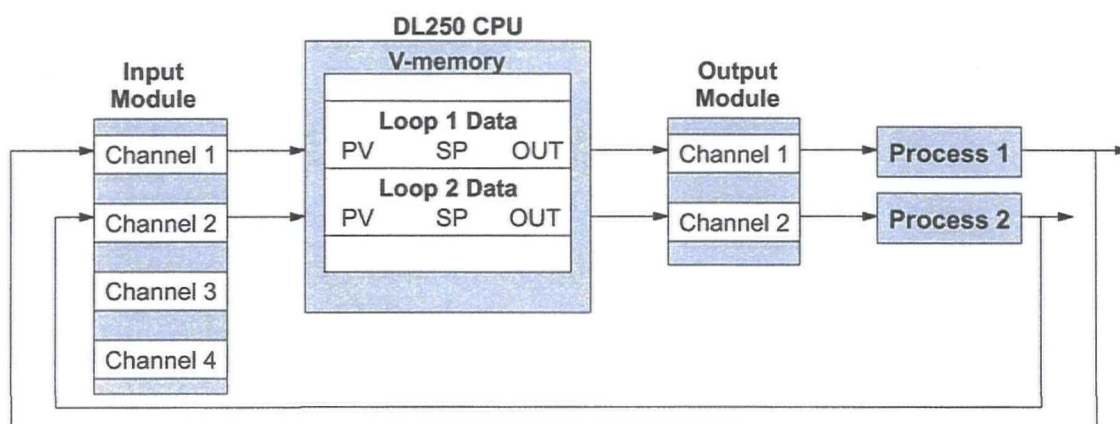 DL250 CPU
V-memory
Input
Module
Output
Module
Loop 1 Data
Channel 1
PV SP OUT
Channel 1
Process 1
Loop 2 Data
Channel 2
PV SP OUT
Channel 2
Process 2
Channel 3
Channel 4